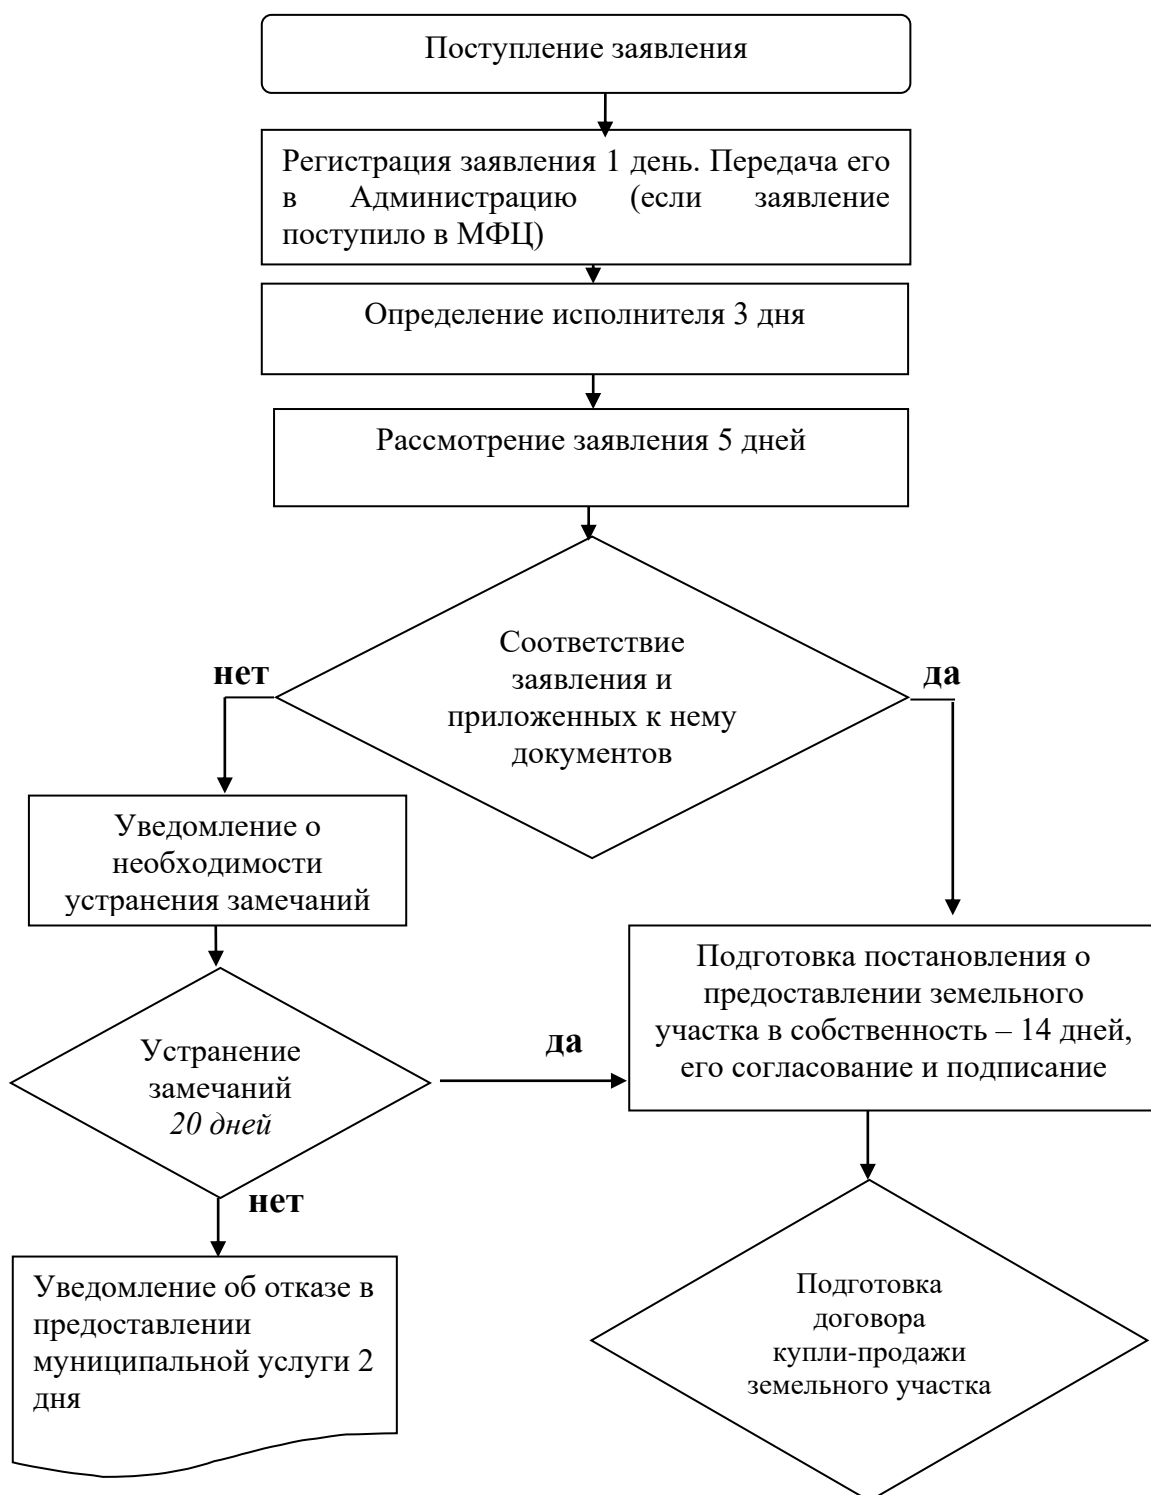 Поступление заявления
Регистрация заявления 1 день. Передача его
в Администрацию (если заявление
поступило в МФЦ)
Определение исполнителя 3 дня
Рассмотрение заявления 5 дней
Соответствие
заявления и
приложенных к нему
документов
нет
да
Уведомление о
необходимости
устранения замечаний
Подготовка постановления о
предоставлении земельного
участка в собственность – 14 дней,
его согласование и подписание
Устранение
замечаний
20 дней
да
нет
Уведомление об отказе в
предоставлении
муниципальной услуги 2
дня
Подготовка
договора
купли-продажи
земельного участка